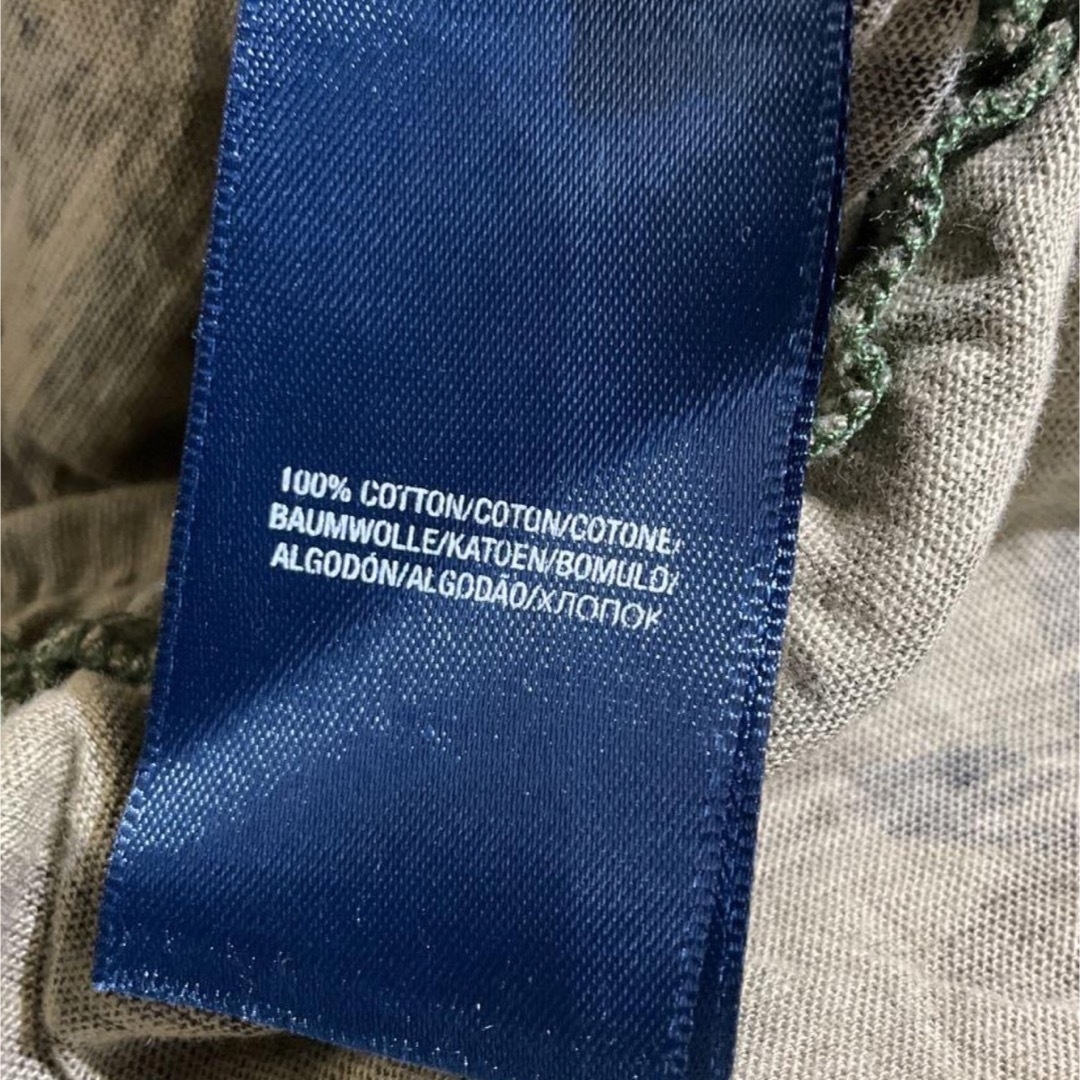 100% COTTON/COTON/COTONE/
BAUMWOLLE/KATOEN/BOMULD/
ALGODÓN/ALGODÃO/ХЛОПОК